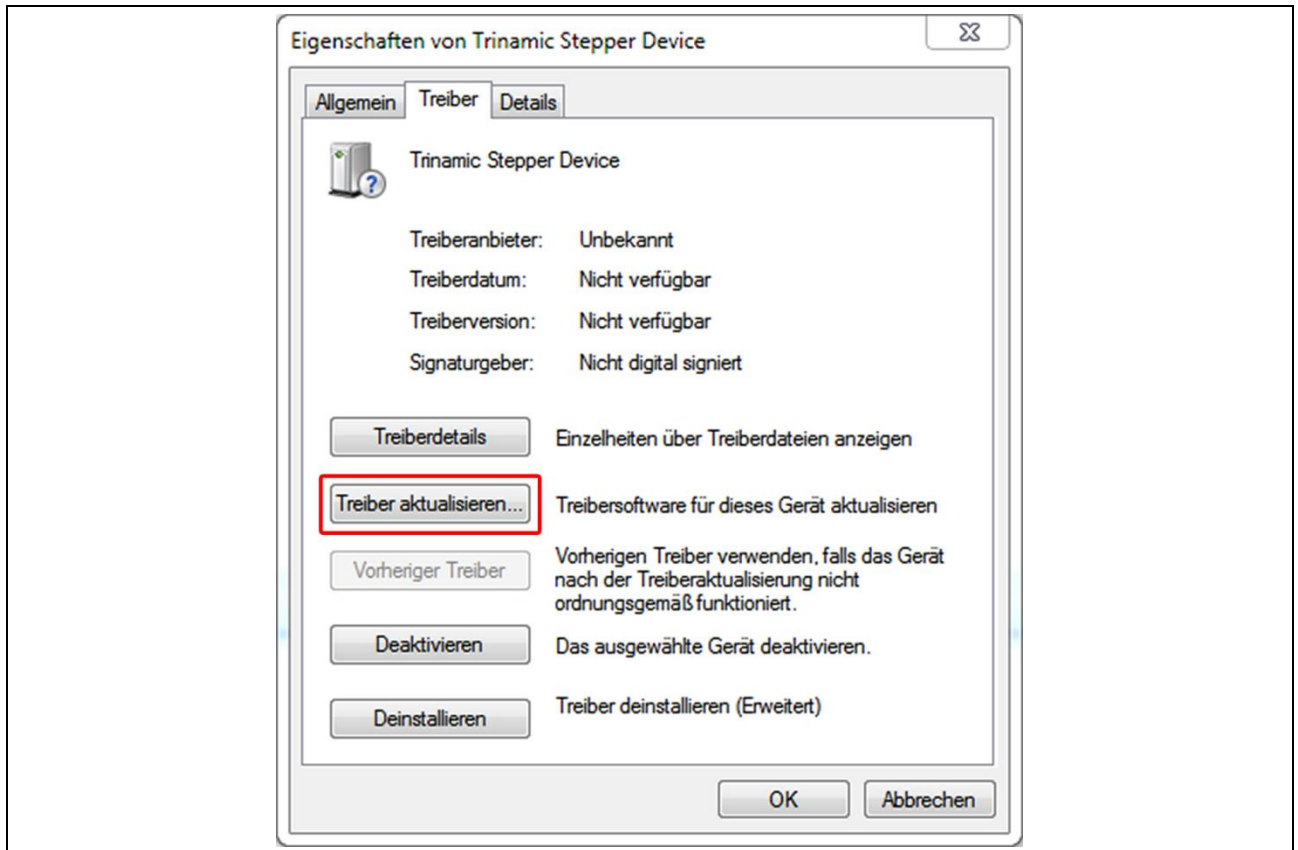 Eigenschaften von Trinamic Stepper Device
Allgemein Treiber Details
Trinamic Stepper Device
Treiberanbieter: Unbekannt
Treiberdatum: Nicht verfügbar
Treiberversion: Nicht verfügbar
Signaturgeber: Nicht digital signiert
Treiberdetails Einzelheiten über Treiberdateien anzeigen
Treiber aktualisieren... Treibersoftware für dieses Gerät aktualisieren
Vorheriger Treiber Vorherigen Treiber verwenden, falls das Gerät
nach der Treiberaktualisierung nicht
ordnungsgemäß funktioniert.
Deaktivieren Das ausgewählte Gerät deaktivieren.
Deinstallieren Treiber deinstallieren (Erweitert)
OK Abbrechen